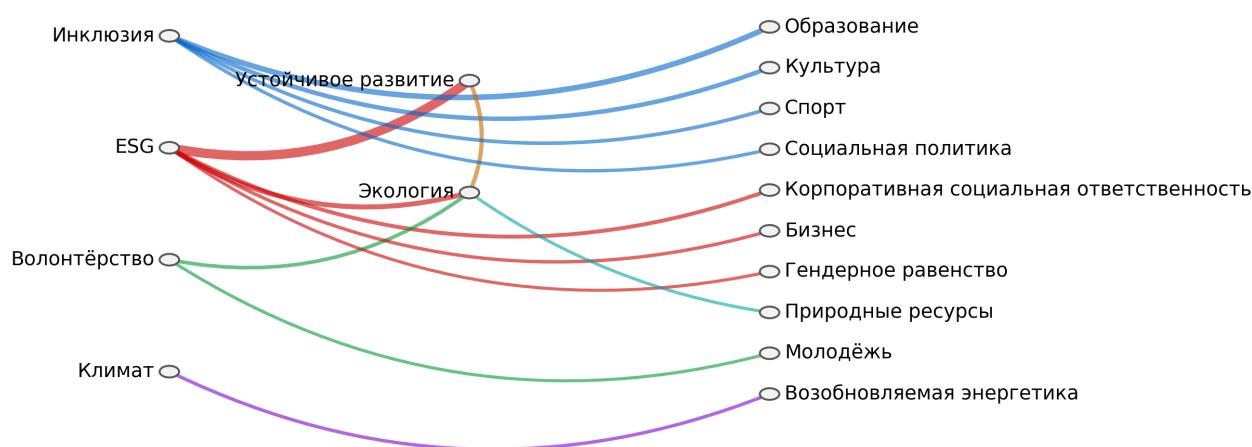 Инклюзия
ESG
Волонтёрство
Климат
Устойчивое развитие
Экология
Образование
Культура
Спорт
Социальная политика
Корпоративная социальная ответственность
Бизнес
Гендерное равенство
Природные ресурсы
Молодёжь
Возобновляемая энергетика